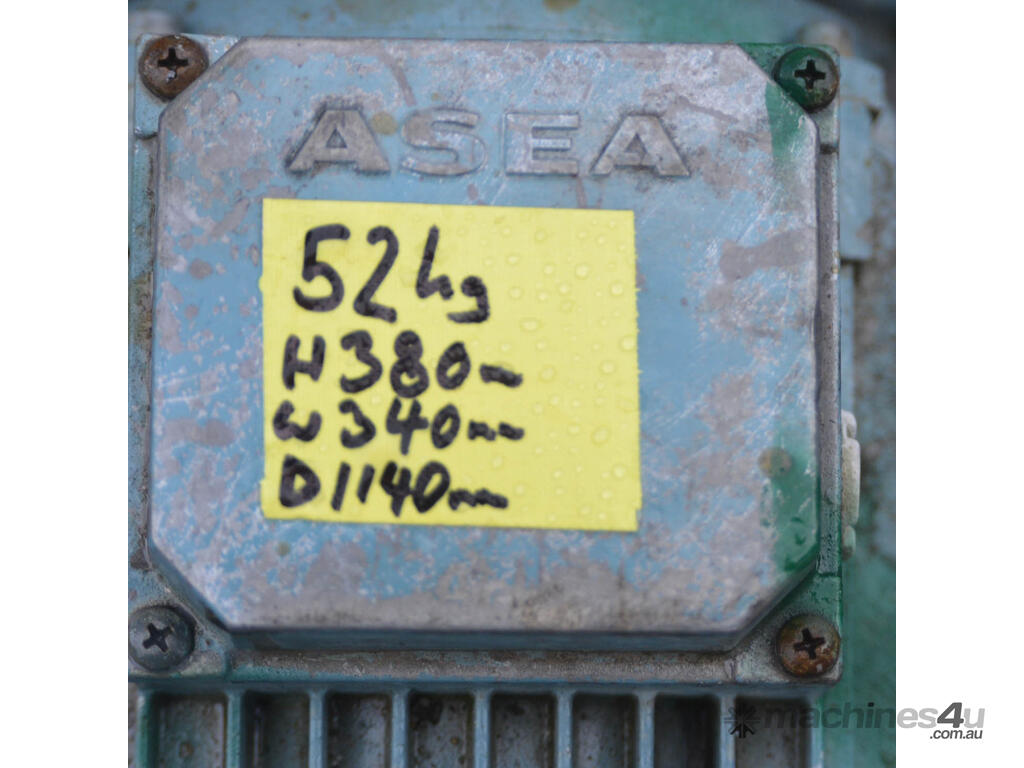 ASEA
52kg
H380mm
W340mm
D1140mm
machines4u
.com.au